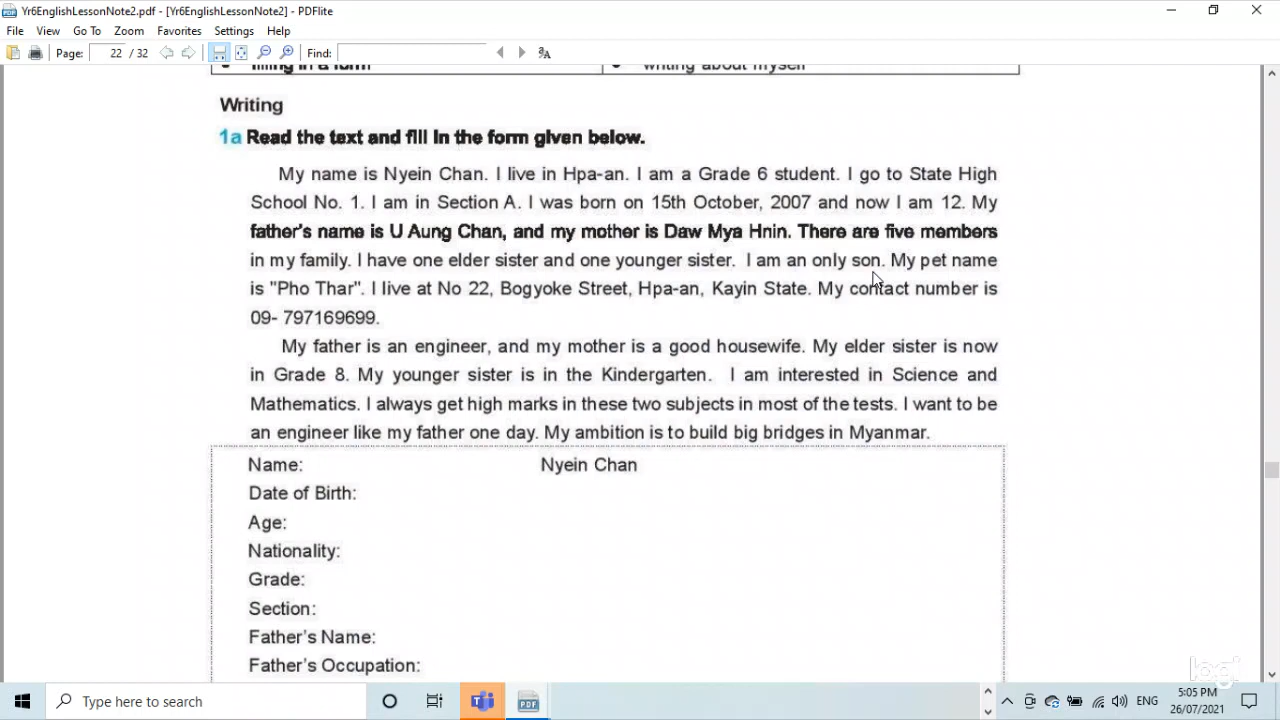 Yr6EnglishLessonNote2.pdf - [Yr6EnglishLessonNote2] - PDFlite
File View Go To Zoom Favorites Settings Help
Page: 22 / 32 Find:
filling in a form writing about myself
Writing
1a Read the text and fill in the form given below.
My name is Nyein Chan. I live in Hpa-an. I am a Grade 6 student. I go to State High
School No. 1. I am in Section A. I was born on 15th October, 2007 and now I am 12. My
father's name is U Aung Chan, and my mother is Daw Mya Hnin. There are five members
in my family. I have one elder sister and one younger sister. I am an only son. My pet name
is "Pho Thar". I live at No 22, Bogyoke Street, Hpa-an, Kayin State. My contact number is
09- 797169699.
My father is an engineer, and my mother is a good housewife. My elder sister is now
in Grade 8. My younger sister is in the Kindergarten. I am interested in Science and
Mathematics. I always get high marks in these two subjects in most of the tests. I want to be
an engineer like my father one day. My ambition is to build big bridges in Myanmar.
Name: Nyein Chan
Date of Birth:
Age:
Nationality:
Grade:
Section:
Father's Name:
Father's Occupation:
Type here to search
ENG
5:05 PM
26/07/2021